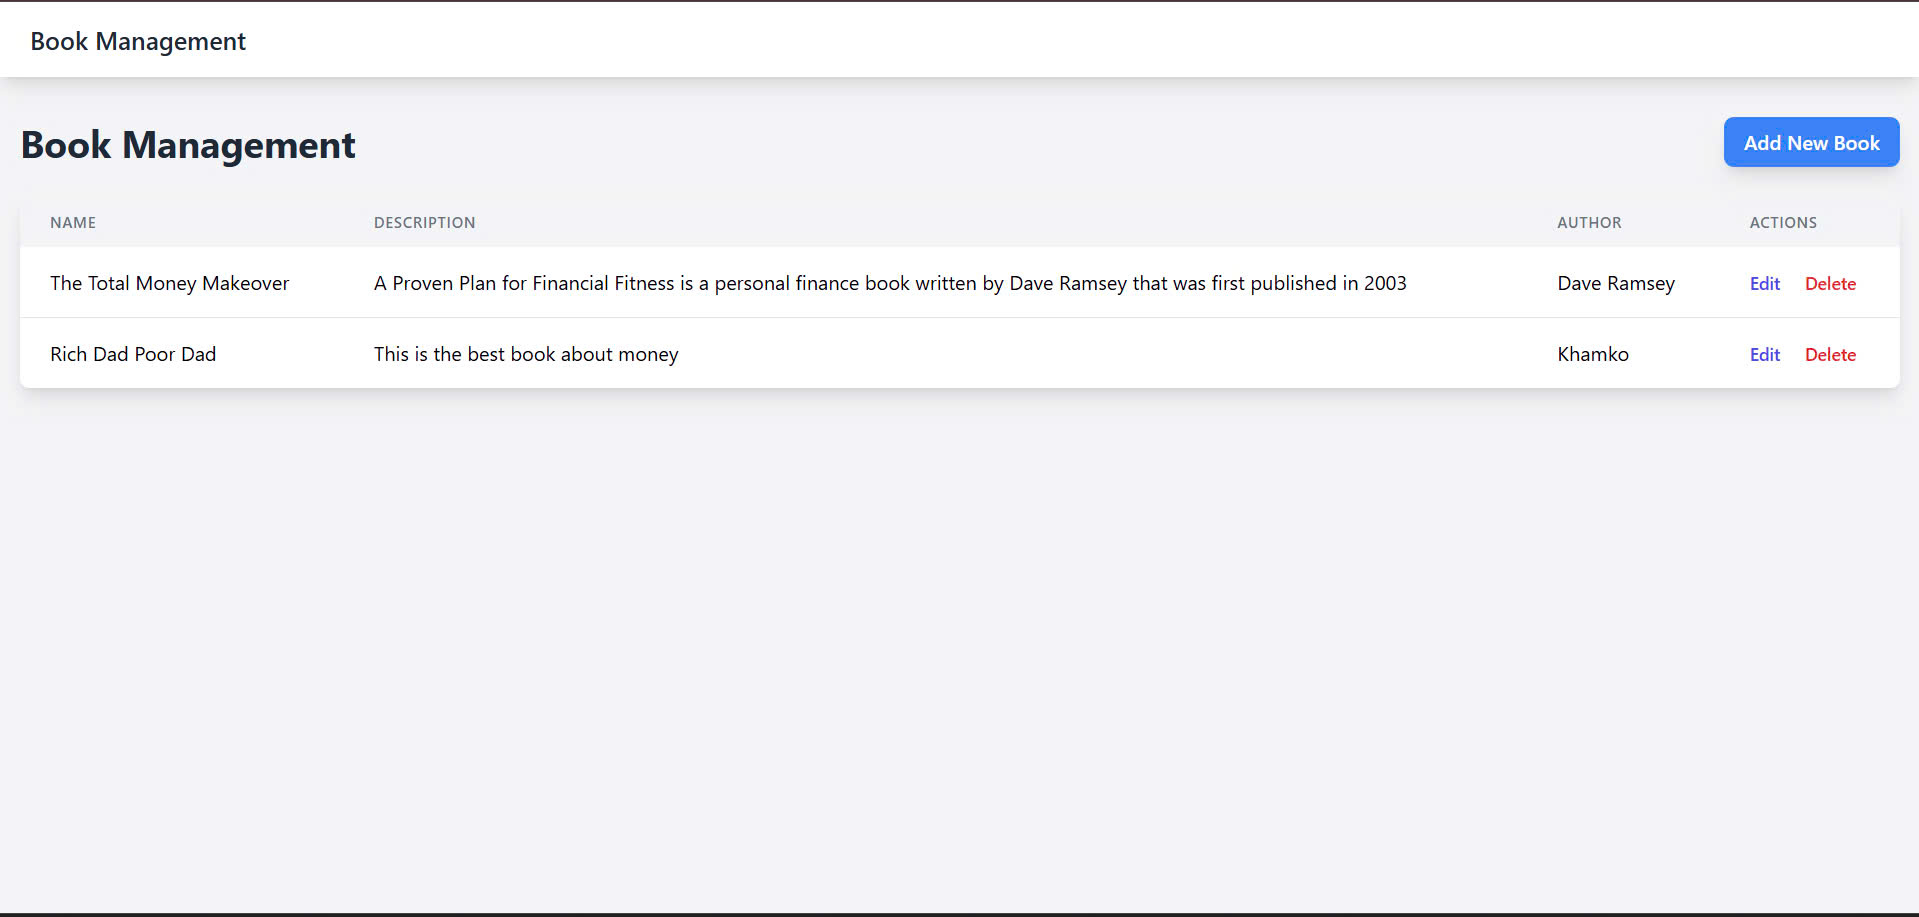 Book Management
Book Management
Add New Book
NAME DESCRIPTION AUTHOR ACTIONS
The Total Money Makeover A Proven Plan for Financial Fitness is a personal finance book written by Dave Ramsey that was first published in 2003 Dave Ramsey Edit Delete
Rich Dad Poor Dad This is the best book about money Khamko Edit Delete